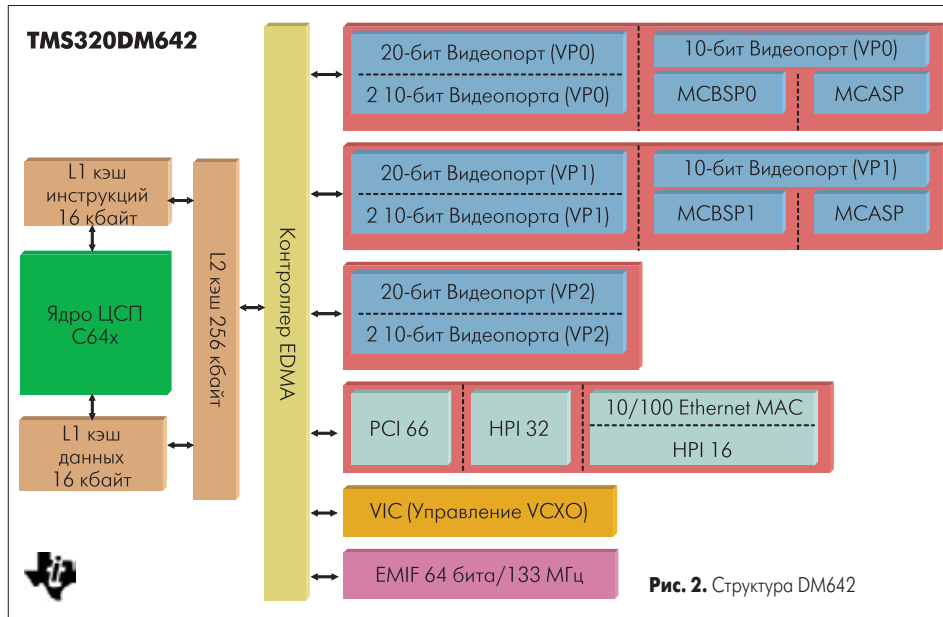 TMS320DM642
20-бит Видеопорт (VP0)
2 10-бит Видеопорта (VP0)
10-бит Видеопорт (VP0)
MCBSP0
MCASP
L1 кэш
инструкций
16 кбайт
Ядро ЦСП
C64x
L1 кэш
данных
16 кбайт
L2 кэш 256 кбайт
Контроллер EDMA
20-бит Видеопорт (VP1)
2 10-бит Видеопорта (VP1)
10-бит Видеопорт (VP1)
MCBSP1
MCASP
20-бит Видеопорт (VP2)
2 10-бит Видеопорта (VP2)
PCI 66
HPI 32
10/100 Ethernet MAC
HPI 16
VIC (Управление VCXO)
EMIF 64 бита/133 МГц
Рис. 2. Структура DM642